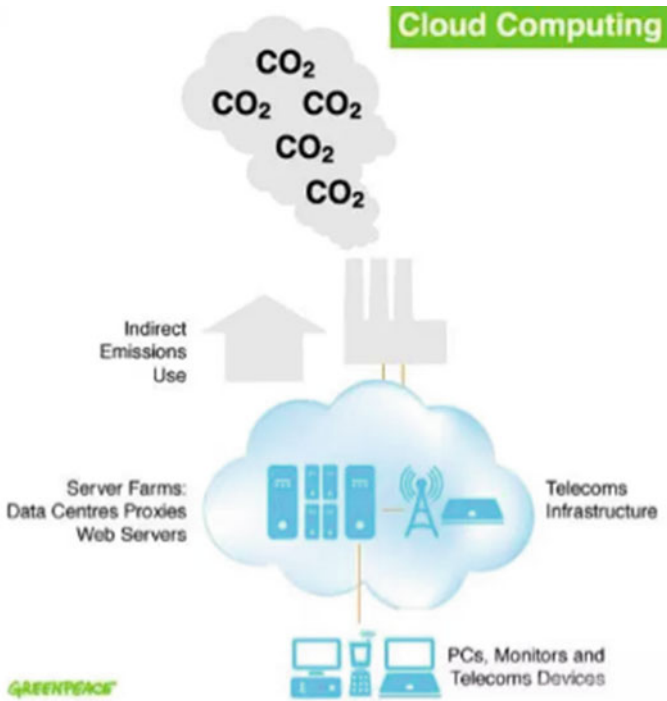 Cloud Computing
CO₂
CO₂ CO₂
CO₂
CO₂
Indirect
Emissions
Use
Server Farms:
Data Centres Proxies
Web Servers
Telecoms
Infrastructure
PCs, Monitors and
Telecoms Devices
GREENPEACE